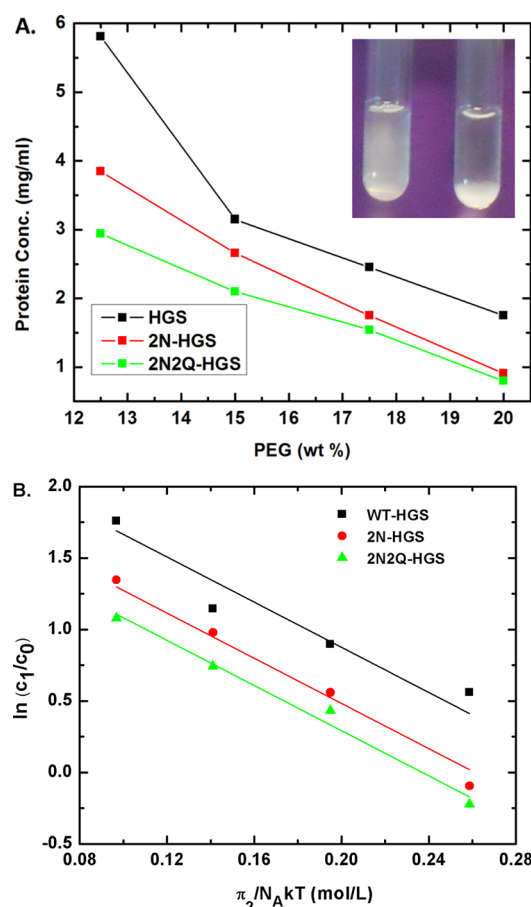 A.
6
5
4
3
2
1
Protein Conc. (mg/ml)
HGS
2N-HGS
2N2Q-HGS
12 13 14 15 16 17 18 19 20
PEG (wt %)
B.
2.0
1.5
1.0
0.5
0.0
-0.5
ln (c1/c0)
WT-HGS
2N-HGS
2N2Q-HGS
0.08 0.12 0.16 0.20 0.24 0.28
π2/NAkT (mol/L)